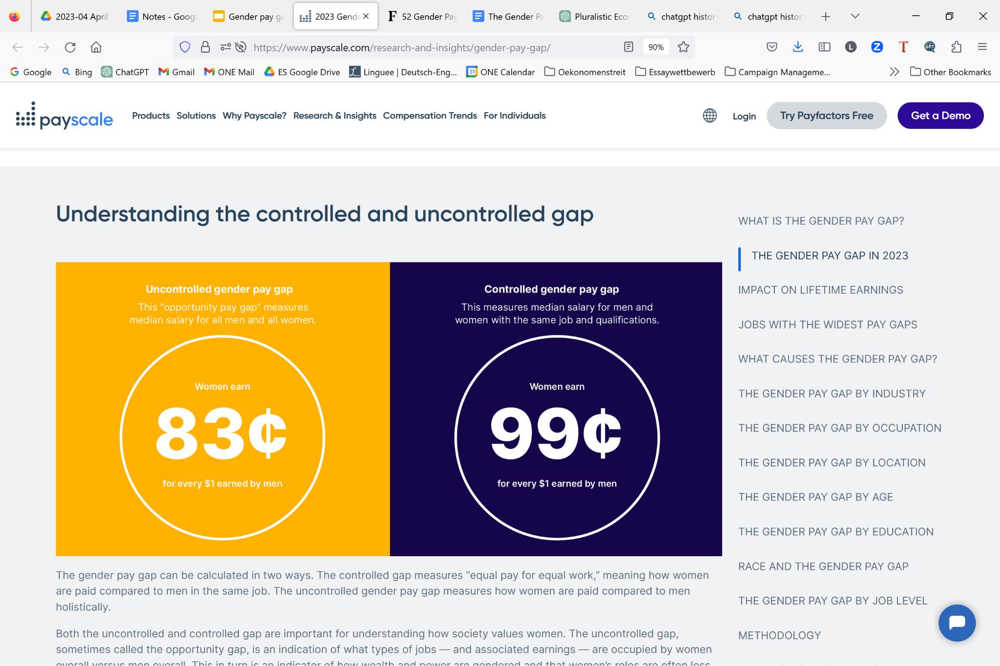 2023-04 April
Notes - Goog
Gender pay ga
2023 Gende
52 Gender Pay
The Gender Pa
Pluralistic Eco
chatgpt histor
chatgpt histor
https://www.payscale.com/research-and-insights/gender-pay-gap/
90%
L
Z
T
GPT
Google
Bing
ChatGPT
Gmail
ONE Mail
ES Google Drive
Linguee | Deutsch-Eng...
31
ONE Calendar
Oekonomenstreit
Essaywettbewerb
Campaign Manageme...
Other Bookmarks
payscale
Products
Solutions
Why Payscale?
Research & Insights
Compensation Trends
For Individuals
Login
Try Payfactors Free
Get a Demo
Understanding the controlled and uncontrolled gap
Uncontrolled gender pay gap
This “opportunity pay gap” measures
median salary for all men and all women.
Women earn
83¢
for every $1 earned by men
Controlled gender pay gap
This measures median salary for men and
women with the same job and qualifications.
Women earn
99¢
for every $1 earned by men
The gender pay gap can be calculated in two ways. The controlled gap measures “equal pay for equal work,” meaning how women
are paid compared to men in the same job. The uncontrolled gender pay gap measures how women are paid compared to men
holistically.
Both the uncontrolled and controlled gap are important for understanding how society values women. The uncontrolled gap,
sometimes called the opportunity gap, is an indication of what types of jobs — and associated earnings — are occupied by women
overall versus men overall. This in turn is an indicator of how wealth and power are gendered and that women’s roles are often less
WHAT IS THE GENDER PAY GAP?
THE GENDER PAY GAP IN 2023
IMPACT ON LIFETIME EARNINGS
JOBS WITH THE WIDEST PAY GAPS
WHAT CAUSES THE GENDER PAY GAP?
THE GENDER PAY GAP BY INDUSTRY
THE GENDER PAY GAP BY OCCUPATION
THE GENDER PAY GAP BY LOCATION
THE GENDER PAY GAP BY AGE
THE GENDER PAY GAP BY EDUCATION
RACE AND THE GENDER PAY GAP
THE GENDER PAY GAP BY JOB LEVEL
METHODOLOGY